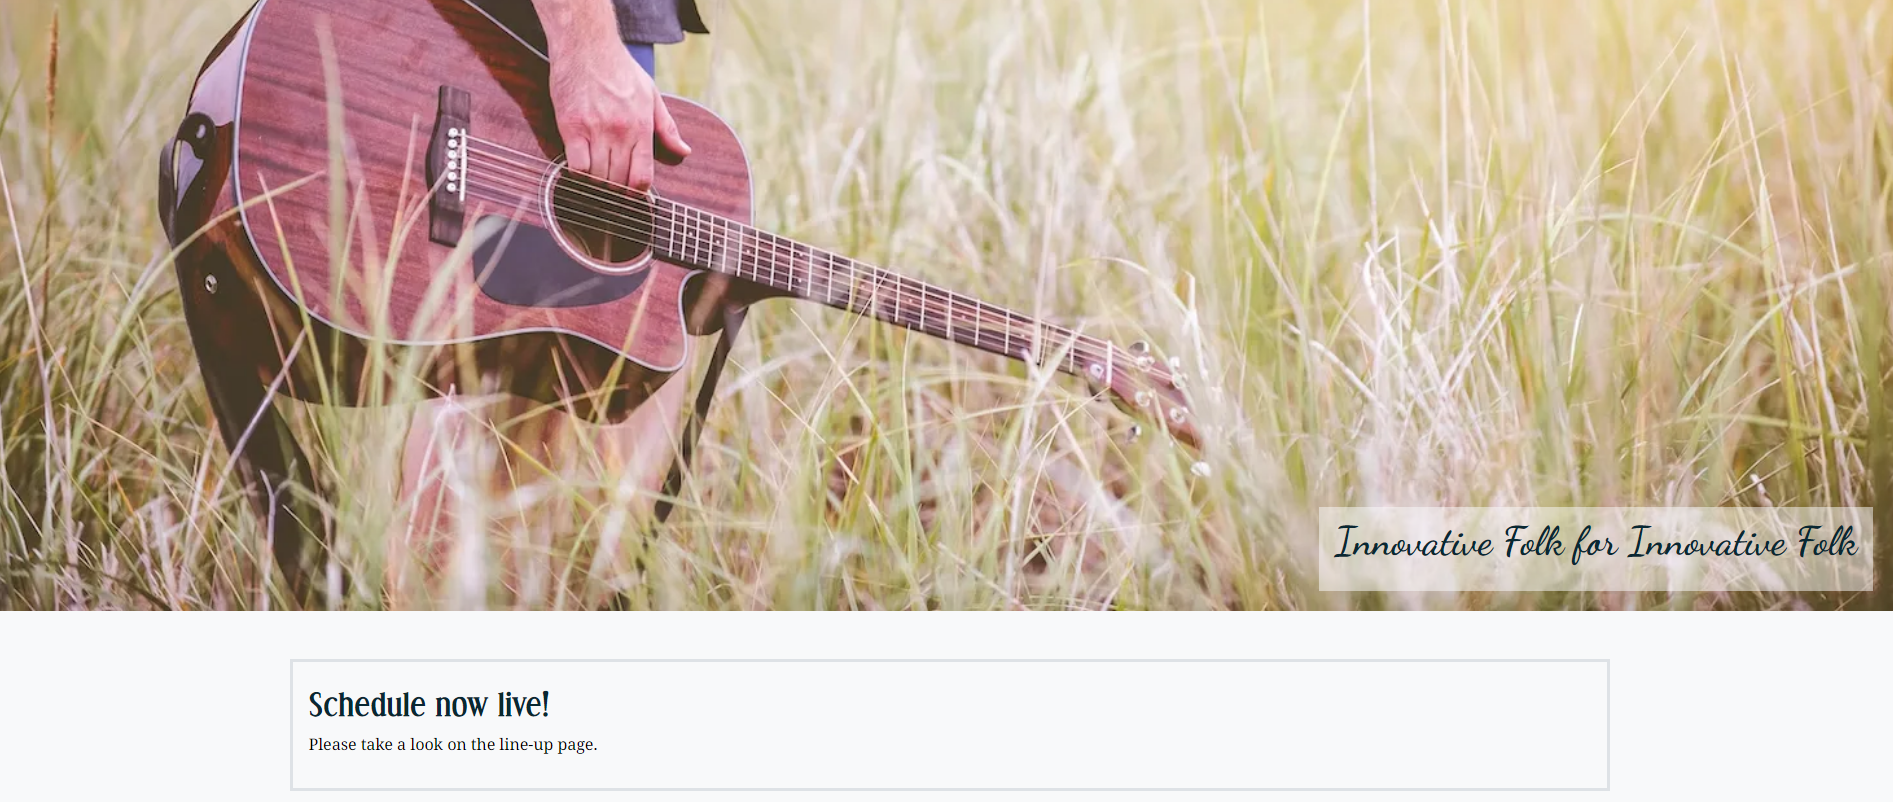 Innovative Folk for Innovative Folk
Schedule now live!
Please take a look on the line-up page.